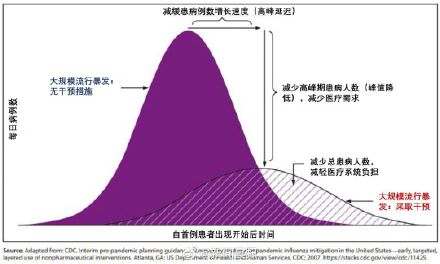 减缓患病例数增长速度（高峰延迟）
大规模流行暴发：
无干预措施
减少高峰期患病人数（峰值降
低），减少医疗需求
每日病例数
减少总患病人数，
减轻医疗系统负担
大规模流行暴
发：采取干预
自首例患者出现开始后时间
Source: Adapted from: CDC. Interim pre-pandemic planning guidance: community strategy for pandemic influenza mitigation in the United States—early, targeted,
layered use of nonpharmaceutical interventions. Atlanta, GA: US Department of Health and Human Services, CDC; 2007. https://stacks.cdc.gov/view/cdc/11425.